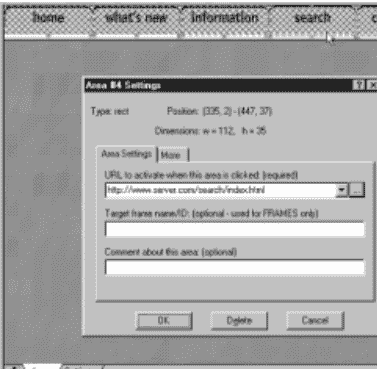 home what's new information search
Area #4 Settings
Type: rect Position: (335, 2) - (447, 37)
Dimensions: w = 112, h = 35
Area Settings More
URL to activate when this area is clicked: (required)
http://www.server.com/search/index.html
Target frame name/ID: (optional - used for FRAMES only)
Comment about this area: (optional)
OK Delete Cancel